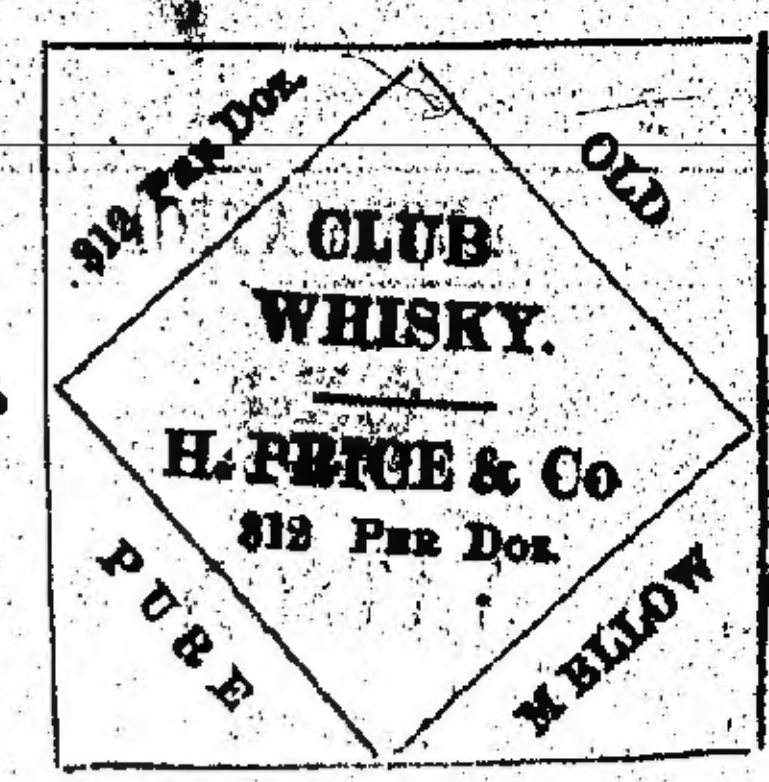 $12 PER DOZ.
OLD
CLUB
WHISKY.
H. PRICE & Co
$12 PER DOZ.
PURE
MELLOW